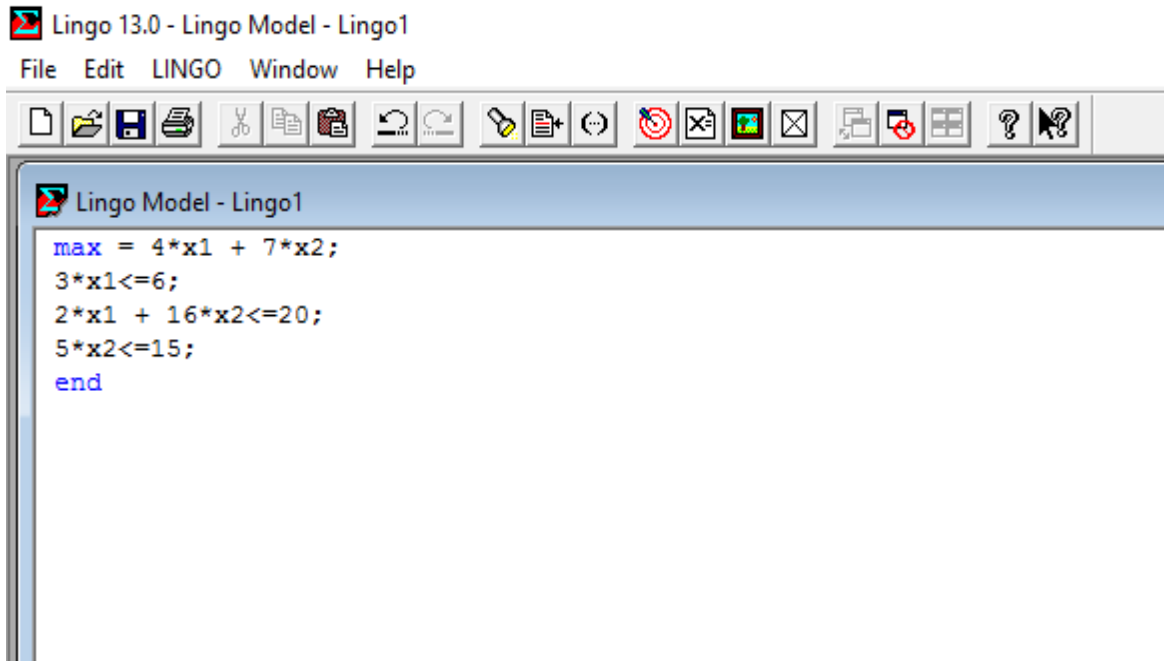 Lingo 13.0 - Lingo Model - Lingo1
File Edit LINGO Window Help
Lingo Model - Lingo1
max = 4*x1 + 7*x2;
3*x1<=6;
2*x1 + 16*x2<=20;
5*x2<=15;
end